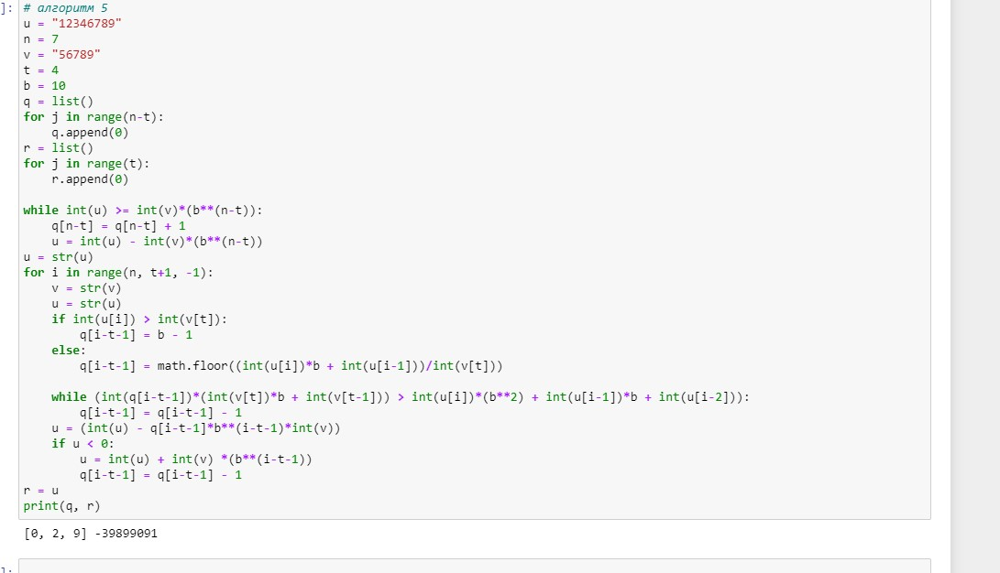 ]: # алгоритм 5
u = "12346789"
n = 7
v = "56789"
t = 4
b = 10
q = list()
for j in range(n-t):
    q.append(0)
r = list()
for j in range(t):
    r.append(0)
while int(u) >= int(v)*(b**(n-t)):
    q[n-t] = q[n-t] + 1
    u = int(u) - int(v)*(b**(n-t))
u = str(u)
for i in range(n, t+1, -1):
    v = str(v)
    u = str(u)
    if int(u[i]) > int(v[t]):
        q[i-t-1] = b - 1
    else:
        q[i-t-1] = math.floor((int(u[i])*b + int(u[i-1]))/int(v[t]))
    while (int(q[i-t-1])*(int(v[t])*b + int(v[t-1])) > int(u[i])*(b**2) + int(u[i-1])*b + int(u[i-2])):
        q[i-t-1] = q[i-t-1] - 1
    u = (int(u) - q[i-t-1]*b**(i-t-1)*int(v))
    if u < 0:
        u = int(u) + int(v) *(b**(i-t-1))
        q[i-t-1] = q[i-t-1] - 1
r = u
print(q, r)
[0, 2, 9] -39899091
]: